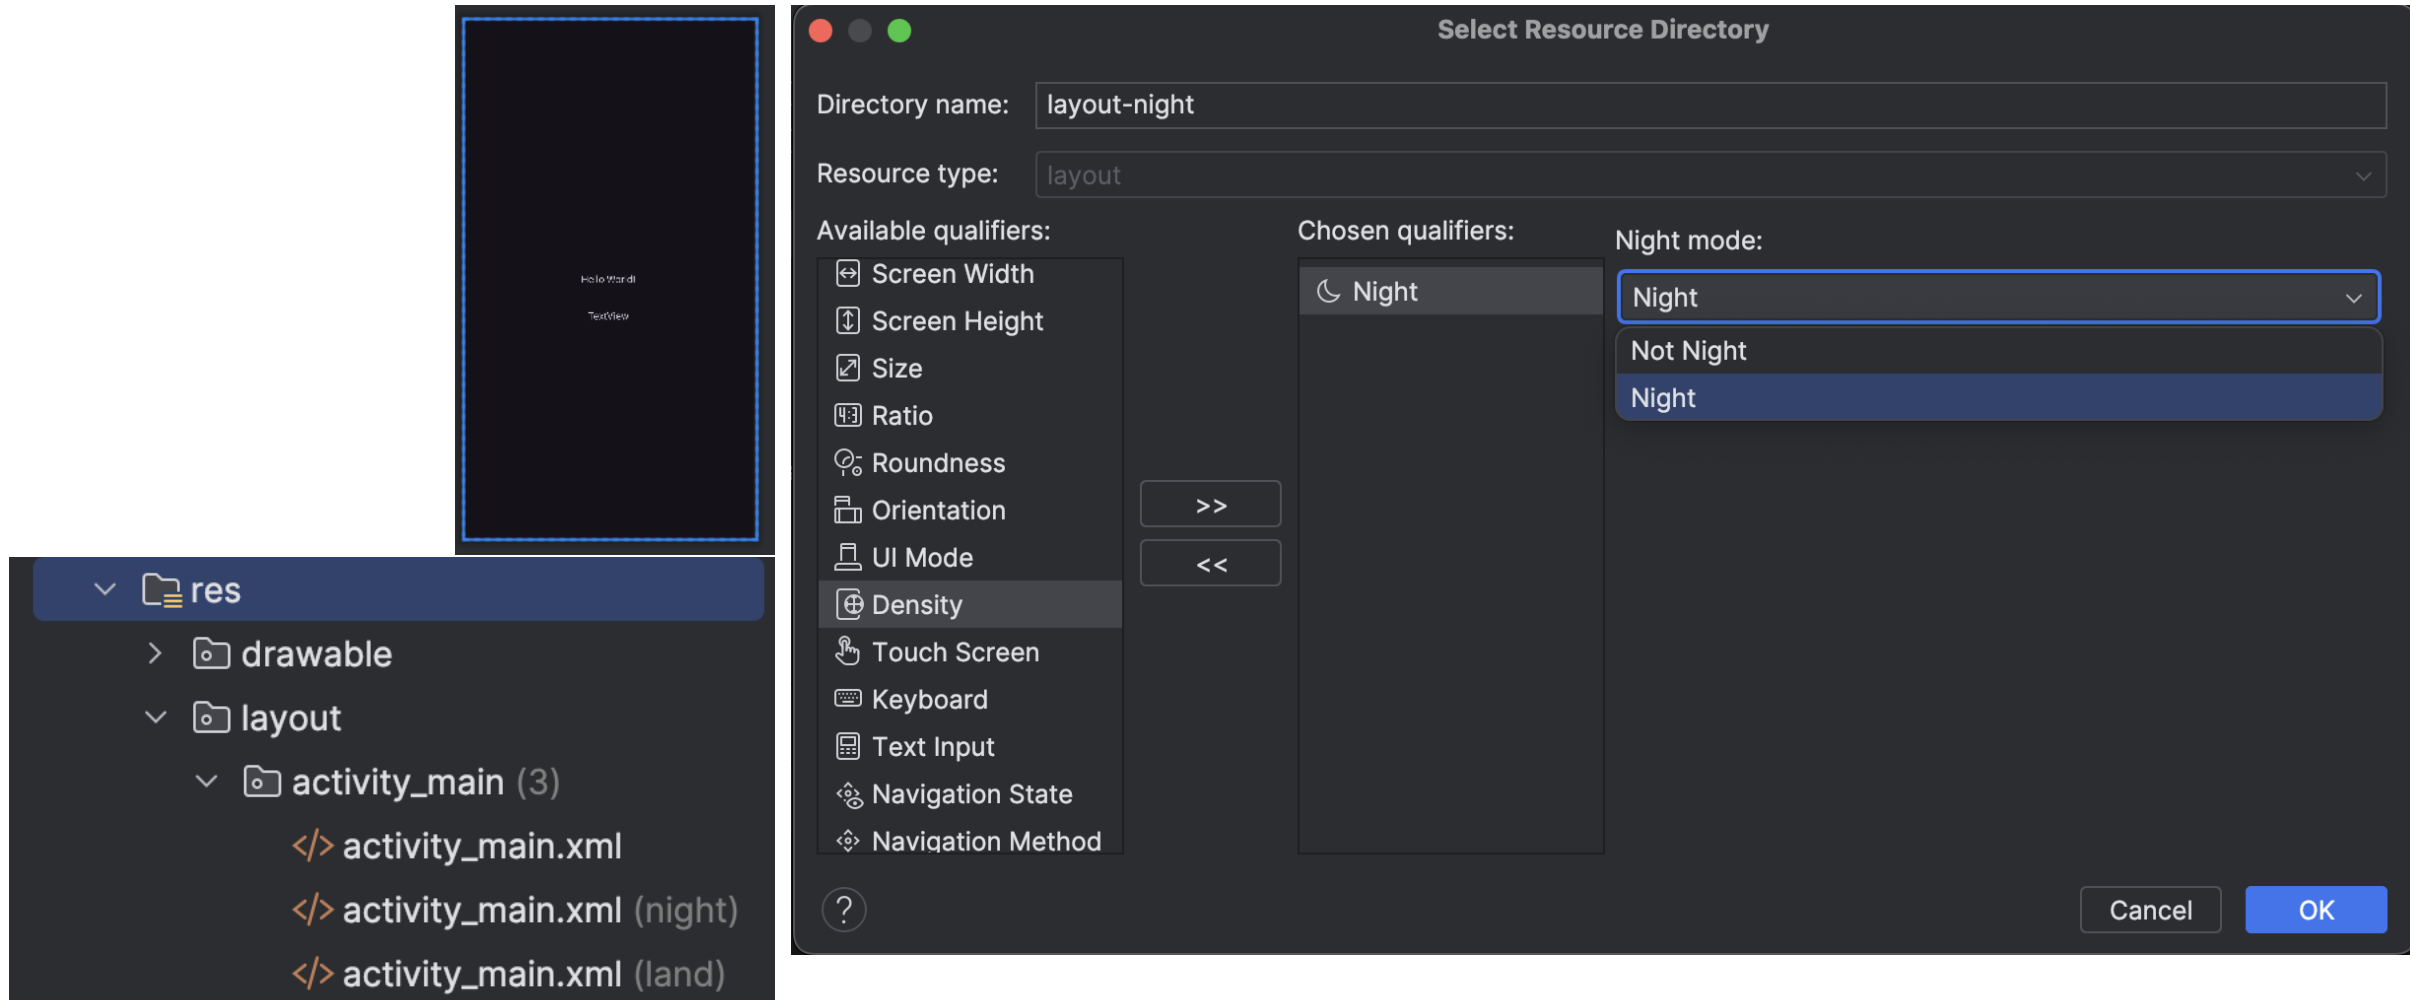 Hello World!
TextView
res
drawable
layout
activity_main (3)
activity_main.xml
activity_main.xml (night)
activity_main.xml (land)
Select Resource Directory
Directory name: layout-night
Resource type: layout
Available qualifiers:
Screen Width
Screen Height
Size
Ratio
Roundness
Orientation
UI Mode
Density
Touch Screen
Keyboard
Text Input
Navigation State
Navigation Method
>>
<<
Chosen qualifiers:
Night
Night mode:
Night
Not Night
Night
?
Cancel
OK